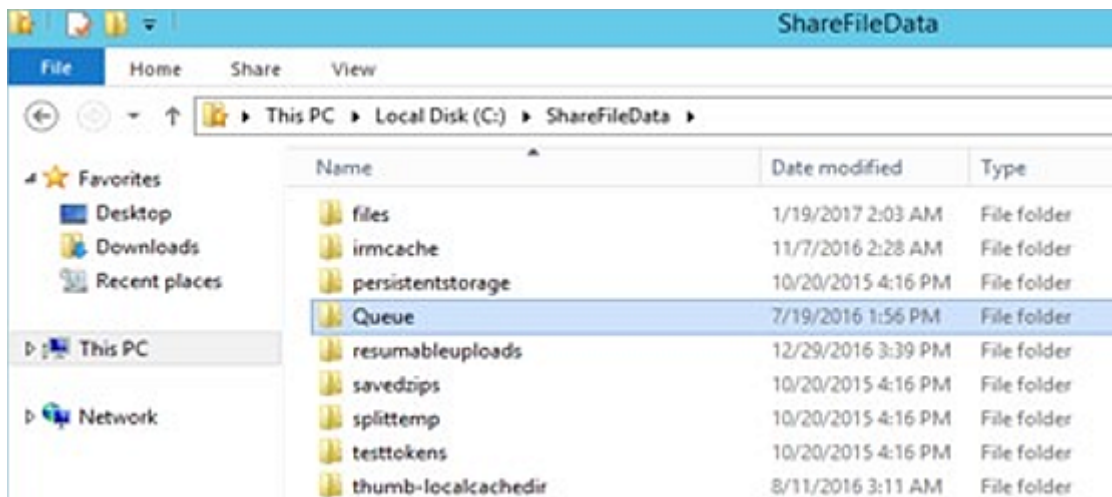 ShareFileData
File Home Share View
This PC Local Disk (C:) ShareFileData
Favorites
Desktop
Downloads
Recent places
This PC
Network
Name Date modified Type
files 1/19/2017 2:03 AM File folder
irmcache 11/7/2016 2:28 AM File folder
persistentstorage 10/20/2015 4:16 PM File folder
Queue 7/19/2016 1:56 PM File folder
resumableuploads 12/29/2016 3:39 PM File folder
savedzips 10/20/2015 4:16 PM File folder
splittemp 10/20/2015 4:16 PM File folder
testtokens 10/20/2015 4:16 PM File folder
thumb-localcachedir 8/11/2016 3:11 AM File folder